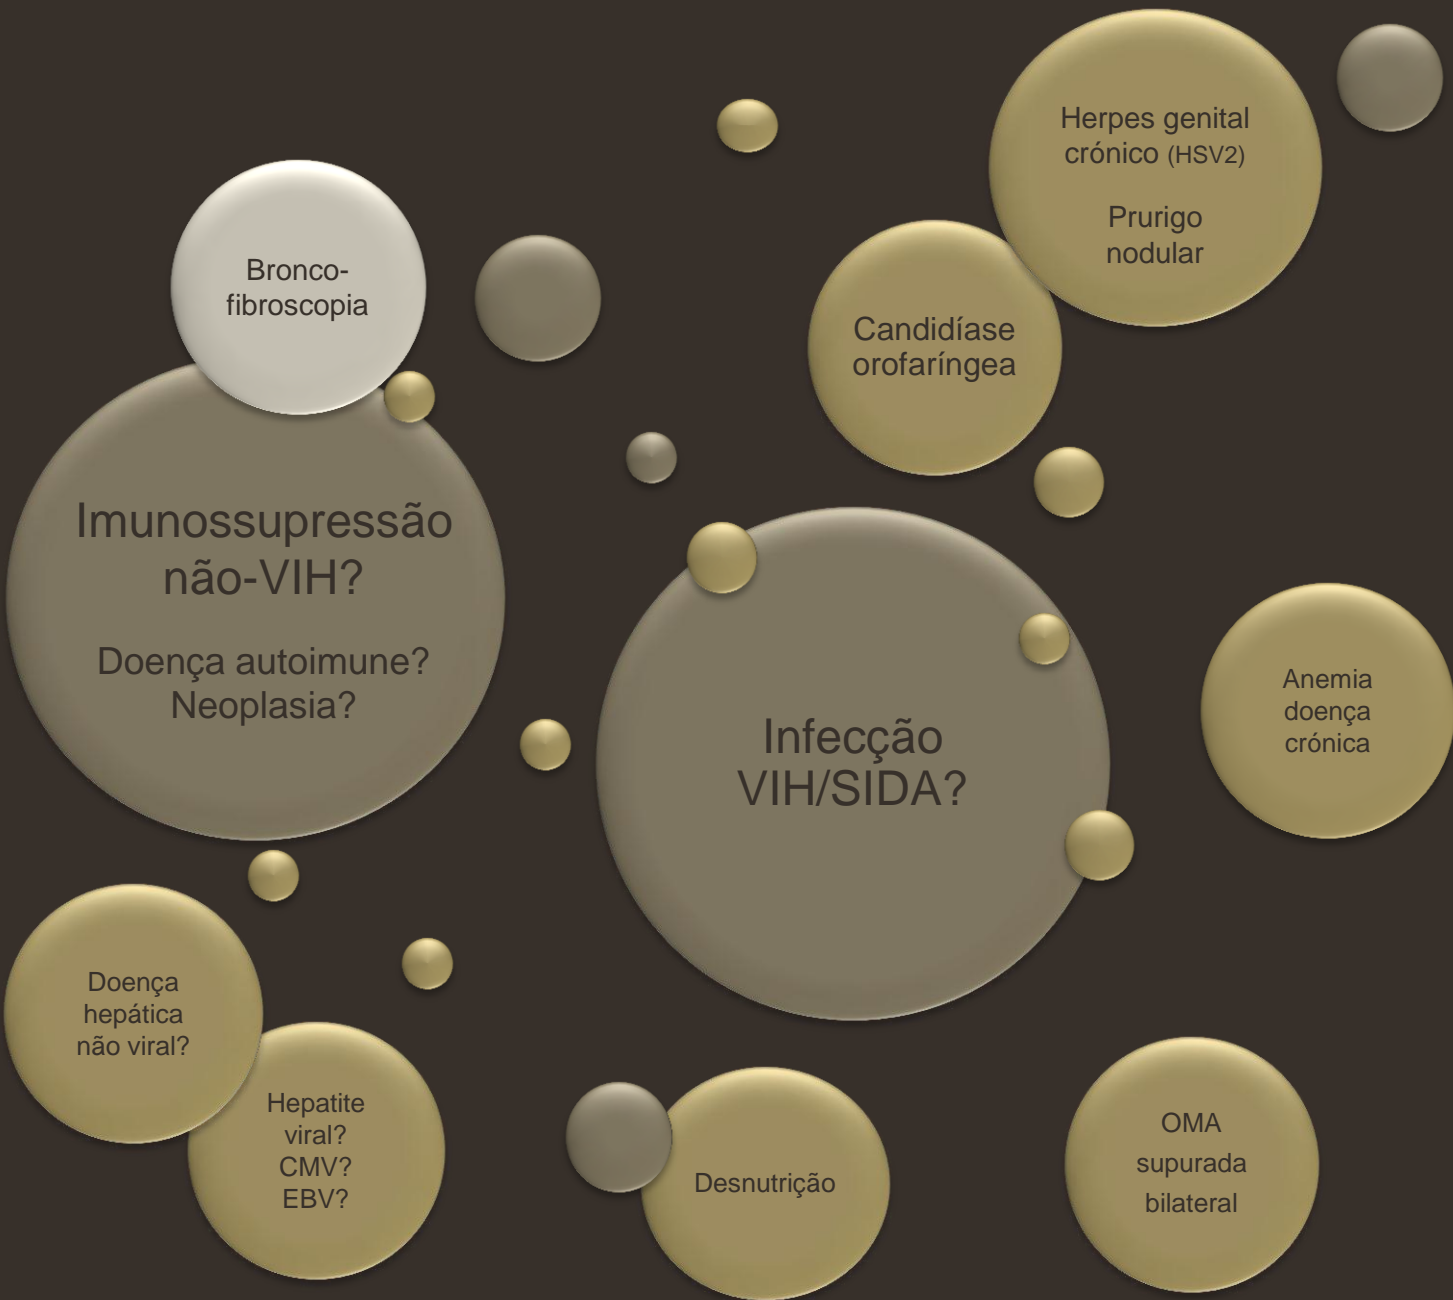 Herpes genital
crónico (HSV2)
Prurigo
nodular
Bronco-
fibroscopia
Candidíase
orofaríngea
Imunossupressão
não-VIH?
Doença autoimune?
Neoplasia?
Infecção
VIH/SIDA?
Anemia
doença
crónica
Doença
hepática
não viral?
Hepatite
viral?
CMV?
EBV?
Desnutrição
OMA
supurada
bilateral